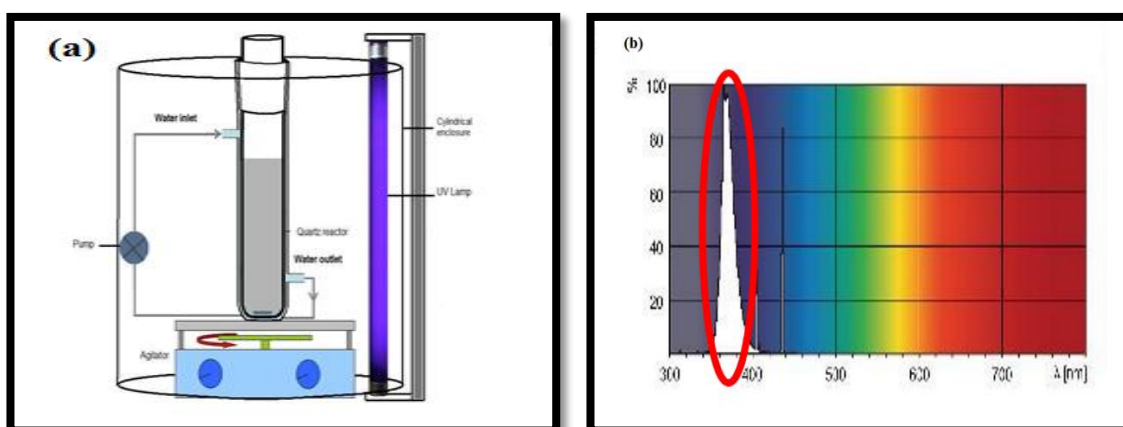 (a)
Water inlet
Cylindrical
enclosure
UV Lamp
Pump
Quartz reactor
Water outlet
Agitator
(b)
%
100
80
60
40
20
300
400
500
600
700
λ [nm]